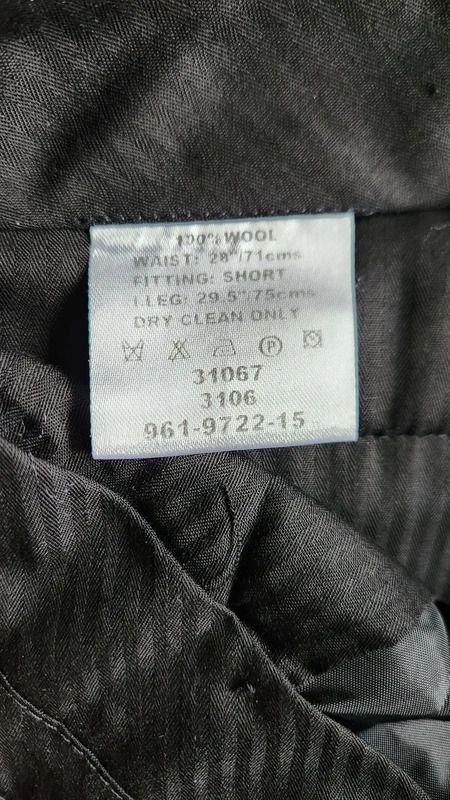 100% WOOL
WAIST: 28"/71cms
FITTING: SHORT
I.LEG: 29.5"/75cms
DRY CLEAN ONLY
P
31067
3106
961-9722-15